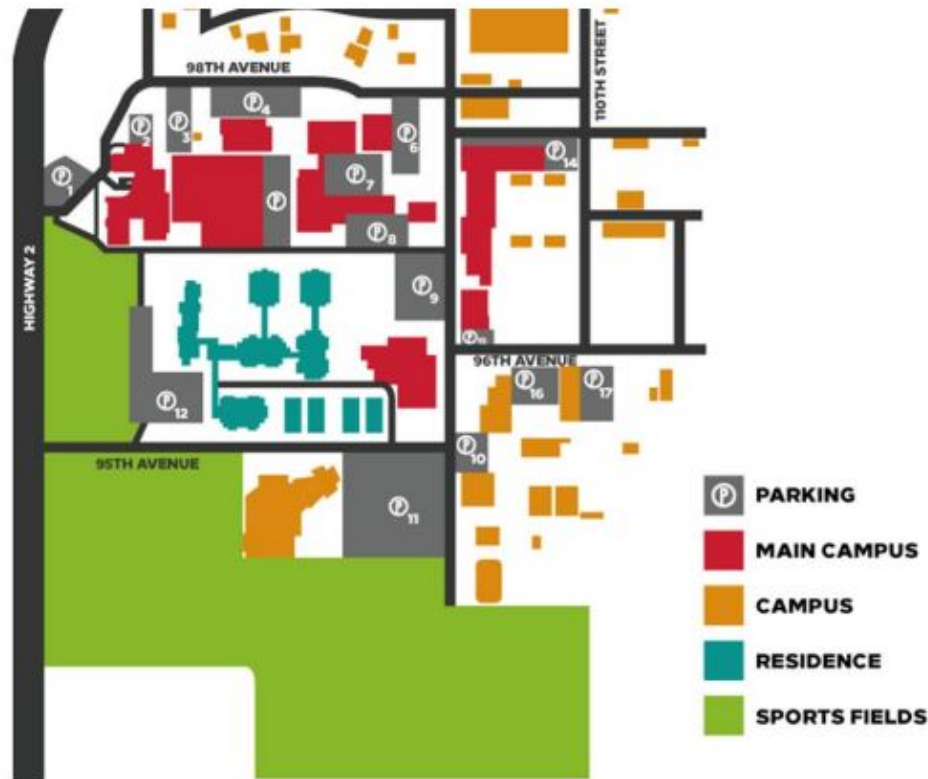 98TH AVENUE
110TH STREET
P 4
P 2
P 3
P 6
P 14
P 1
P 7
P
P 8
HIGHWAY 2
P 9
P
96TH AVENUE
P 16
P 17
P 12
P 10
95TH AVENUE
P 11
P PARKING
MAIN CAMPUS
CAMPUS
RESIDENCE
SPORTS FIELDS